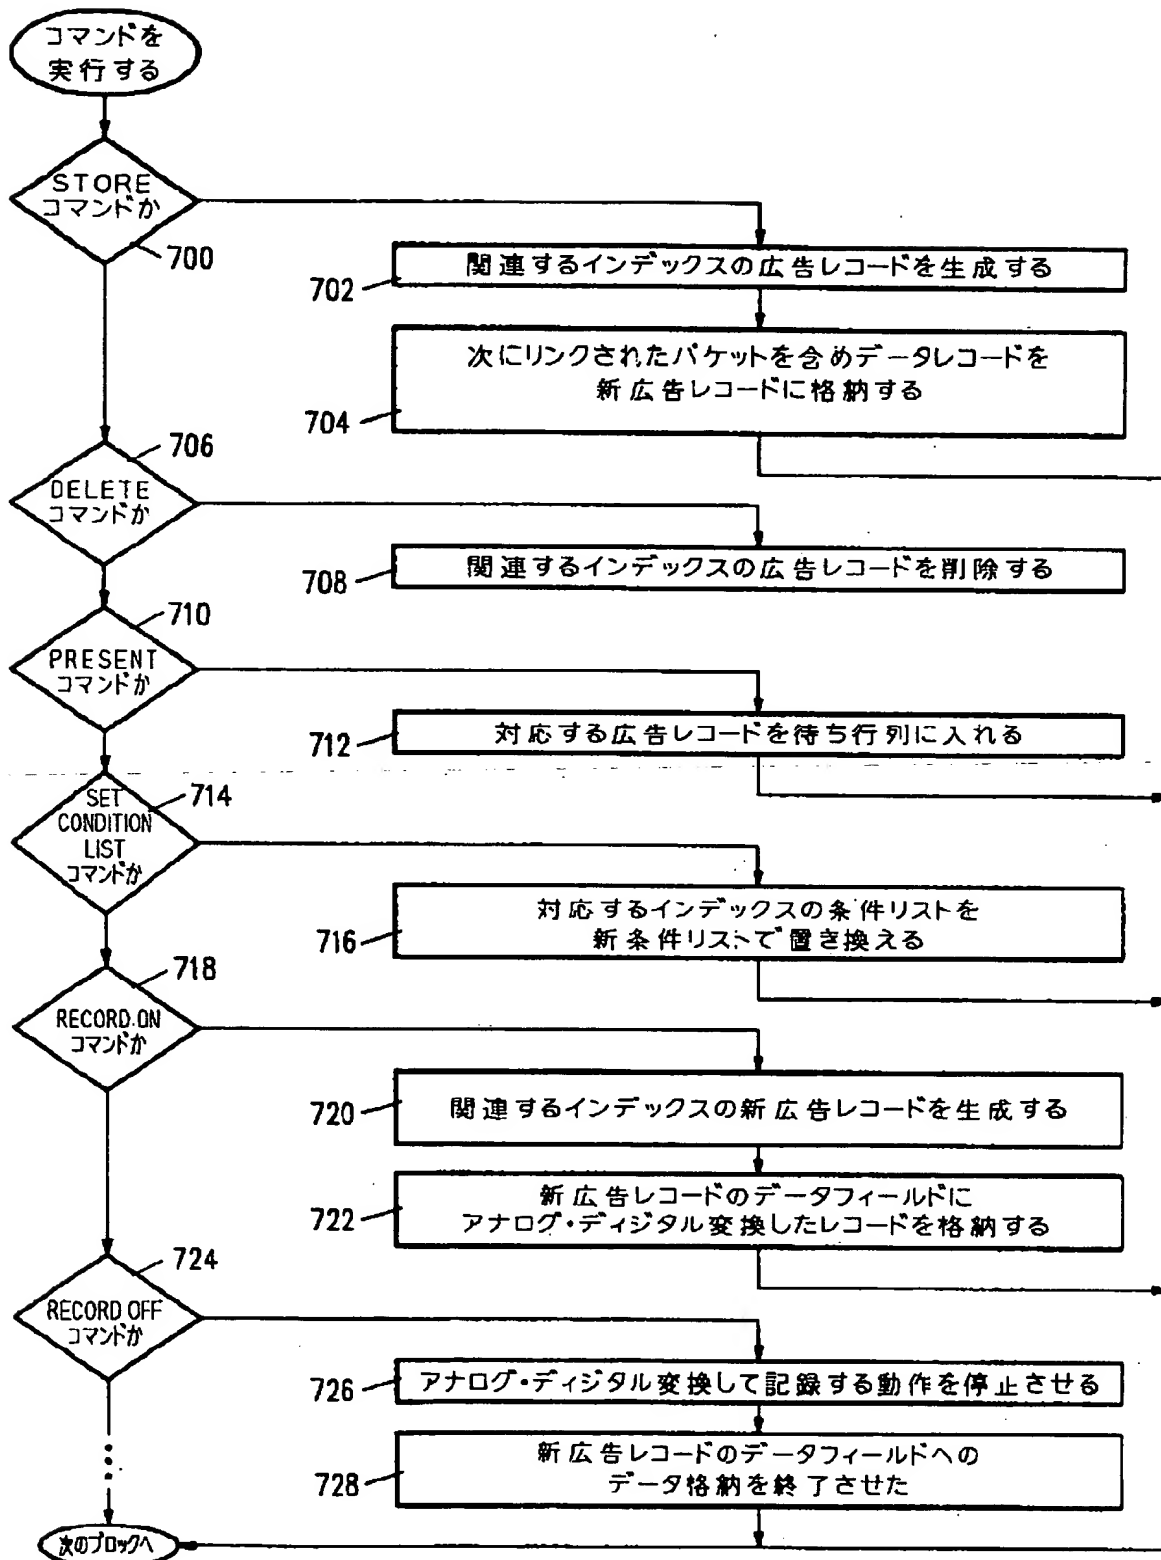 コマンドを
実行する
STORE
コマンドか
700
関連するインデックスの広告レコードを生成する
702
次にリンクされたパケットを含めデータレコードを
新広告レコードに格納する
704
706
DELETE
コマンドか
関連するインデックスの広告レコードを削除する
708
710
PRESENT
コマンドか
対応する広告レコードを待ち行列に入れる
712
714
SET
CONDITION
LIST
コマンドか
対応するインデックスの条件リストを
新条件リストで置き換える
716
718
RECORD.ON
コマンドか
関連するインデックスの新広告レコードを生成する
720
新広告レコードのデータフィールドに
アナログ・ディジタル変換したレコードを格納する
722
724
RECORD OFF
コマンドか
アナログ・ディジタル変換して記録する動作を停止させる
726
新広告レコードのデータフィールドへの
データ格納を終了させた
728
次のブロックへ